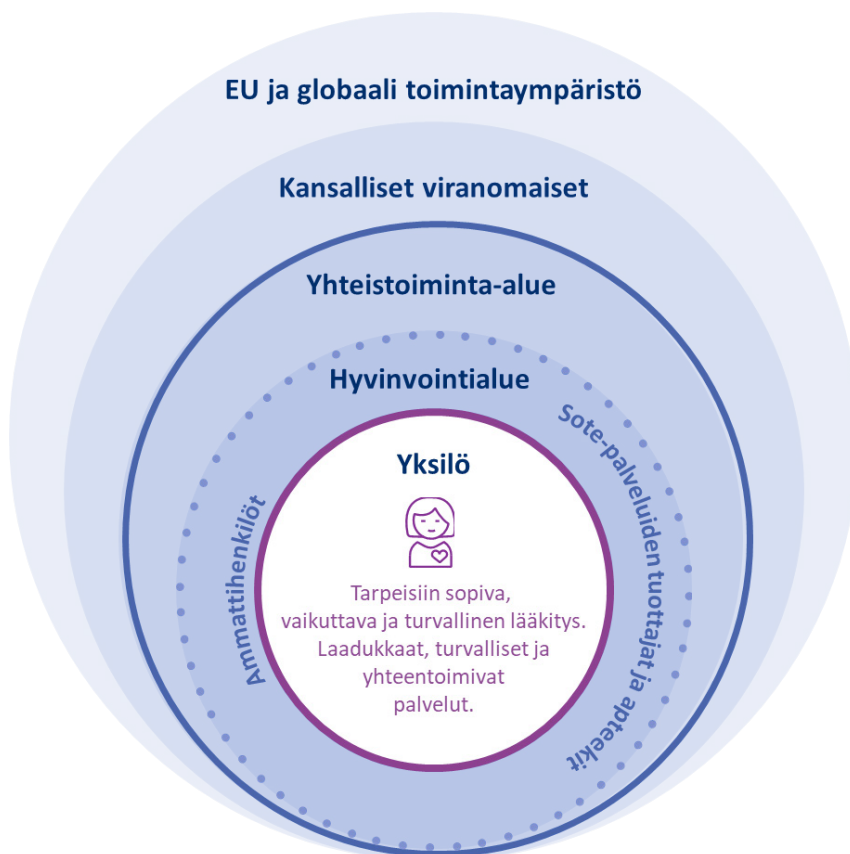 EU ja globaali toimintaympäristö
Kansalliset viranomaiset
Yhteistoiminta-alue
Hyvinvointialue
Ammattihenkilöt
Sote-palveluiden tuottajat ja apteekit
Yksilö
Tarpeisiin sopiva,
vaikuttava ja turvallinen lääkitys.
Laadukkaat, turvalliset ja
yhteentoimivat
palvelut.